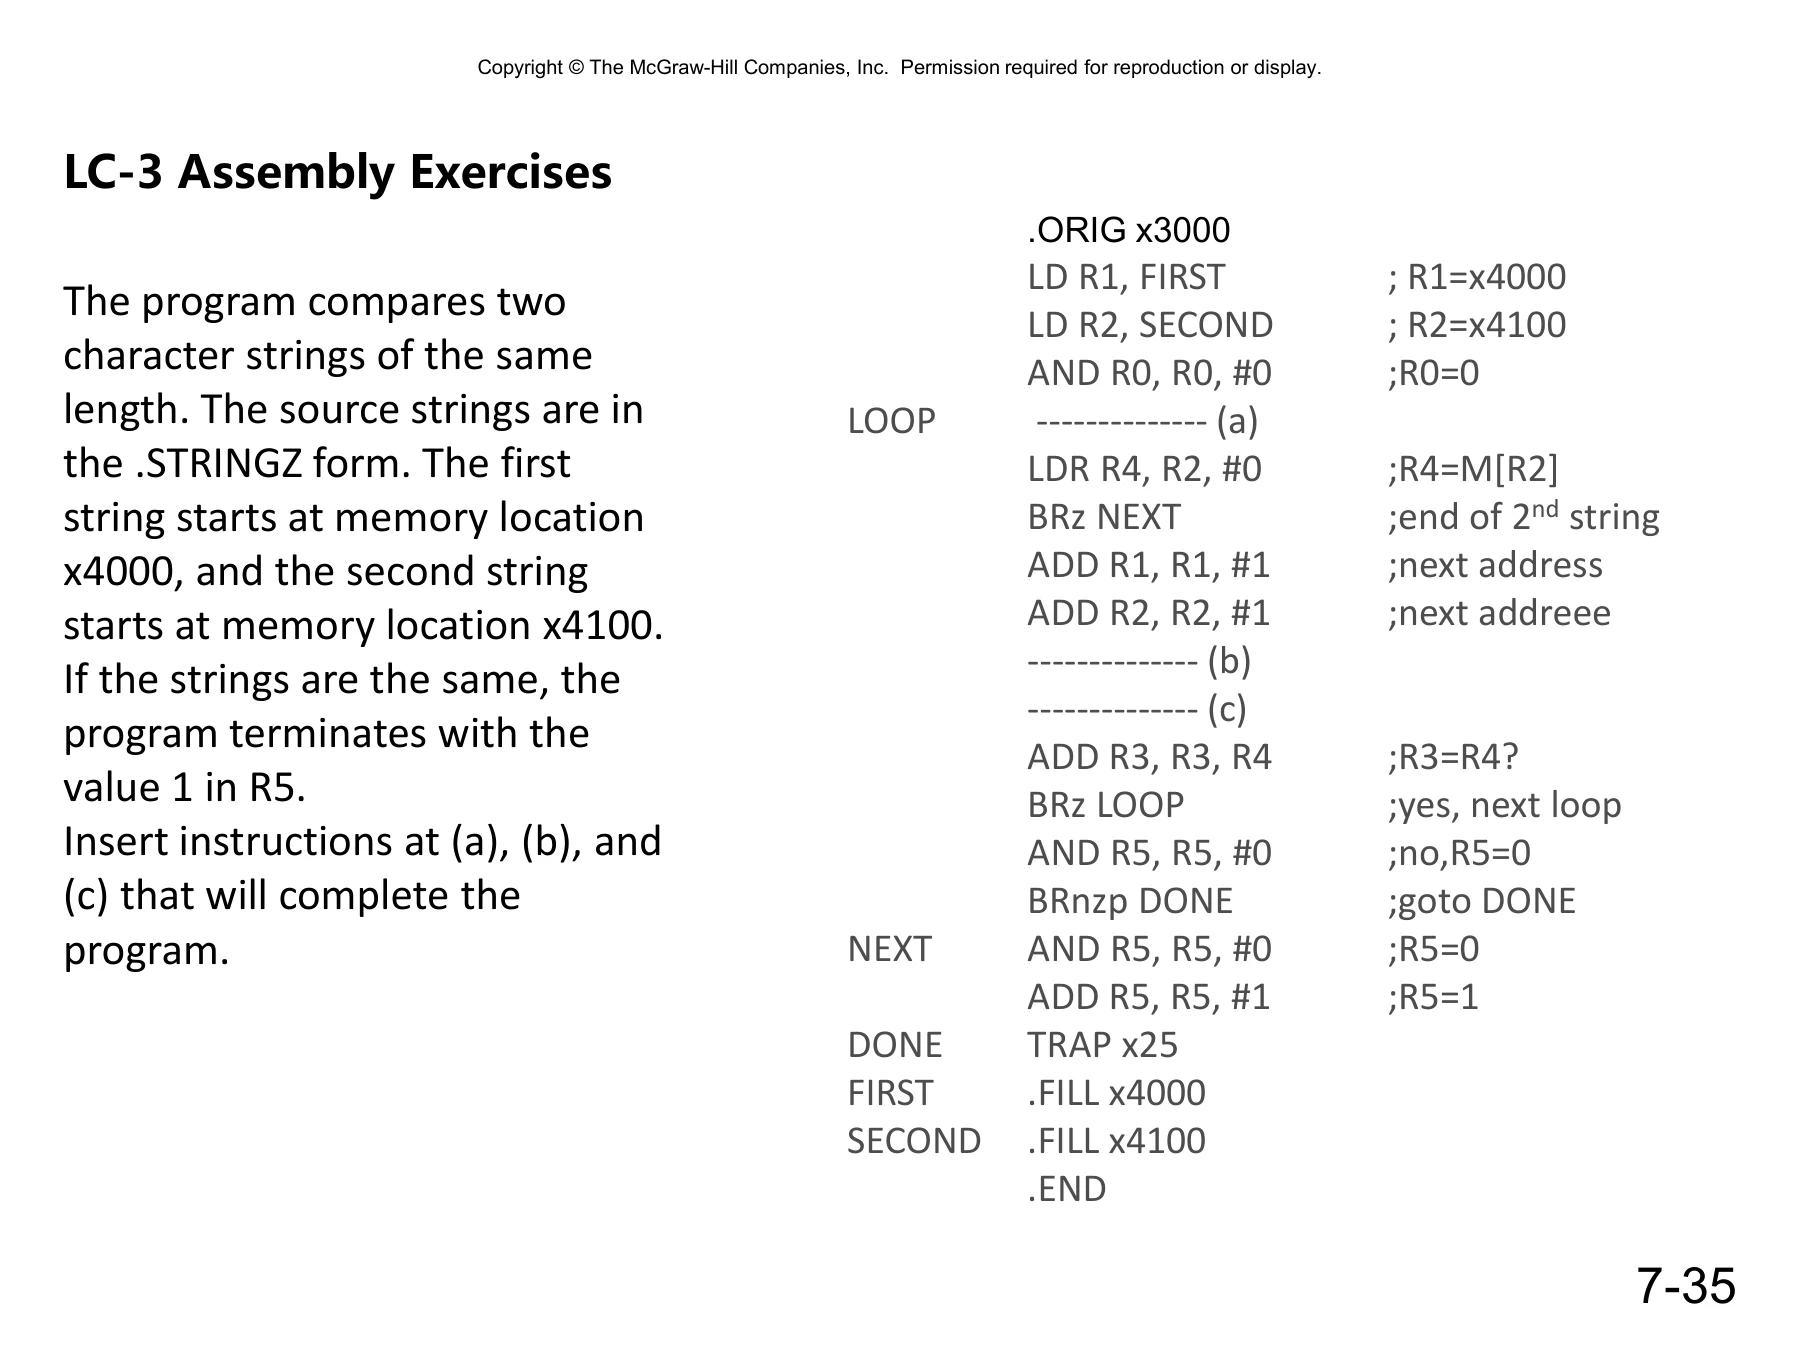 Copyright © The McGraw-Hill Companies, Inc. Permission required for reproduction or display.
LC-3 Assembly Exercises
The program compares two
character strings of the same
length. The source strings are in
the .STRINGZ form. The first
string starts at memory location
x4000, and the second string
starts at memory location x4100.
If the strings are the same, the
program terminates with the
value 1 in R5.
Insert instructions at (a), (b), and
(c) that will complete the
program.
.ORIG x3000
LD R1, FIRST ; R1=x4000
LD R2, SECOND ; R2=x4100
AND R0, R0, #0 ;R0=0
LOOP -------------- (a)
LDR R4, R2, #0 ;R4=M[R2]
BRz NEXT ;end of 2nd string
ADD R1, R1, #1 ;next address
ADD R2, R2, #1 ;next addreee
-------------- (b)
-------------- (c)
ADD R3, R3, R4 ;R3=R4?
BRz LOOP ;yes, next loop
AND R5, R5, #0 ;no,R5=0
BRnzp DONE ;goto DONE
NEXT AND R5, R5, #0 ;R5=0
ADD R5, R5, #1 ;R5=1
DONE TRAP x25
FIRST .FILL x4000
SECOND .FILL x4100
.END
7-35